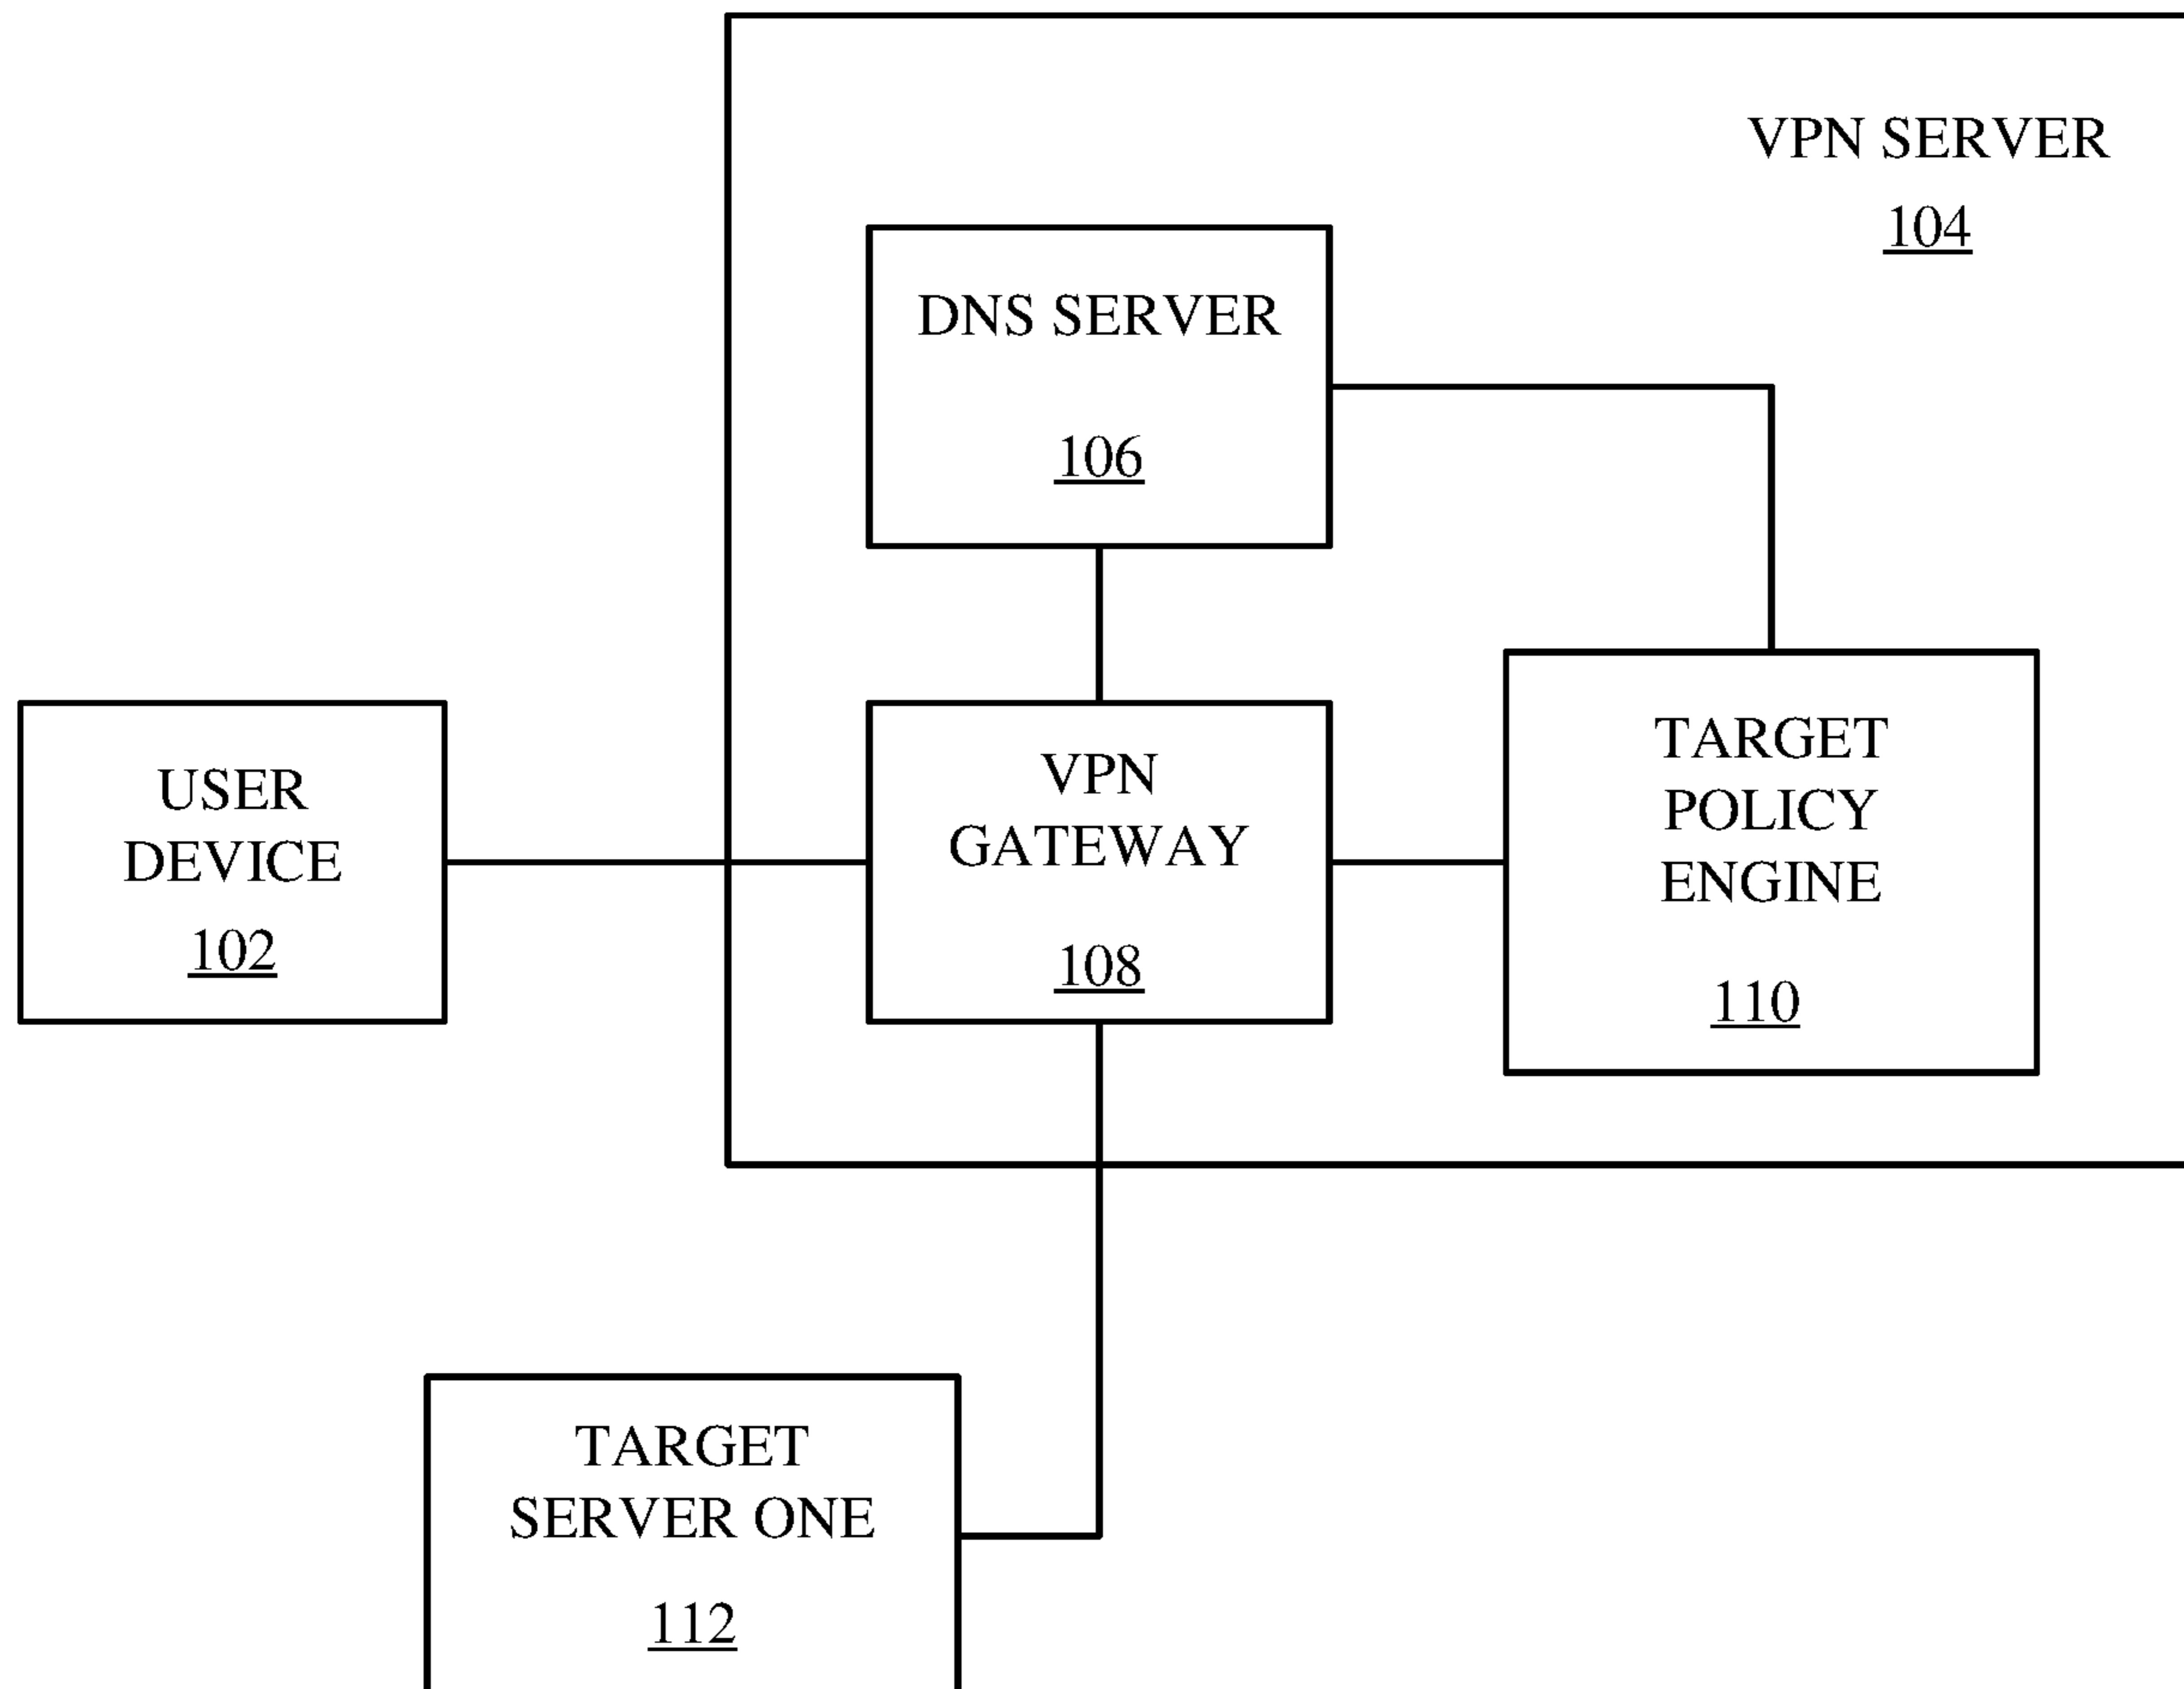 VPN SERVER
104
DNS SERVER
106
USER
DEVICE
102
VPN
GATEWAY
108
TARGET
POLICY
ENGINE
110
TARGET
SERVER ONE
112